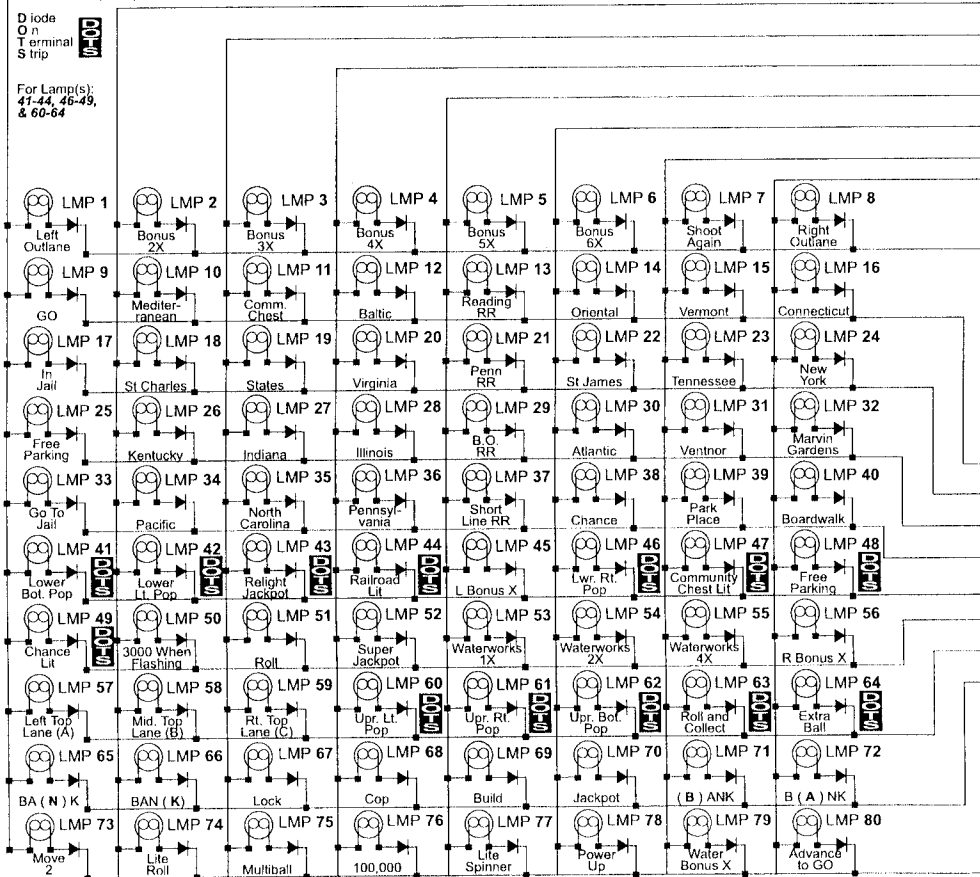 D iode
O n
T erminal
S trip
DOTS
For Lamp(s):
41-44, 46-49,
& 60-64
LMP 1 LMP 2 LMP 3 LMP 4 LMP 5 LMP 6 LMP 7 LMP 8
Left Outlane
Bonus 2X
Bonus 3X
Bonus 4X
Bonus 5X
Bonus 6X
Shoot Again
Right Outlane
LMP 9 LMP 10 LMP 11 LMP 12 LMP 13 LMP 14 LMP 15 LMP 16
GO
Mediter-
ranean
Comm. Chest
Baltic
Reading RR
Oriental
Vermont
Connecticut
LMP 17 LMP 18 LMP 19 LMP 20 LMP 21 LMP 22 LMP 23 LMP 24
In Jail
St Charles
States
Virginia
Penn RR
St James
Tennessee
New York
LMP 25 LMP 26 LMP 27 LMP 28 LMP 29 LMP 30 LMP 31 LMP 32
Free Parking
Kentucky
Indiana
Illinois
B.O. RR
Atlantic
Ventnor
Marvin Gardens
LMP 33 LMP 34 LMP 35 LMP 36 LMP 37 LMP 38 LMP 39 LMP 40
Go To Jail
Pacific
North Carolina
Pennsyl-
vania
Short Line RR
Chance
Park Place
Boardwalk
LMP 41 LMP 42 LMP 43 LMP 44 LMP 45 LMP 46 LMP 47 LMP 48
Lower Bot. Pop DOTS
Lower Lt. Pop DOTS
Relight Jackpot DOTS
Railroad Lit DOTS
L Bonus X
Lwr. Rt. Pop DOTS
Community Chest Lit DOTS
Free Parking DOTS
LMP 49 LMP 50 LMP 51 LMP 52 LMP 53 LMP 54 LMP 55 LMP 56
Chance Lit DOTS
3000 When Flashing
Roll
Super Jackpot
Waterworks 1X
Waterworks 2X
Waterworks 4X
R Bonus X
LMP 57 LMP 58 LMP 59 LMP 60 LMP 61 LMP 62 LMP 63 LMP 64
Left Top Lane (A)
Mid. Top Lane (B)
Rt. Top Lane (C)
Upr. Lt. Pop DOTS
Upr. Rt. Pop DOTS
Upr. Bot. Pop DOTS
Roll and Collect DOTS
Extra Ball DOTS
LMP 65 LMP 66 LMP 67 LMP 68 LMP 69 LMP 70 LMP 71 LMP 72
BA ( N ) K
BAN ( K )
Lock
Cop
Build
Jackpot
( B ) ANK
B ( A ) NK
LMP 73 LMP 74 LMP 75 LMP 76 LMP 77 LMP 78 LMP 79 LMP 80
Move 2
Lite Roll
Multiball
100,000
Lite Spinner
Power Up
Water Bonus X
Advance to GO